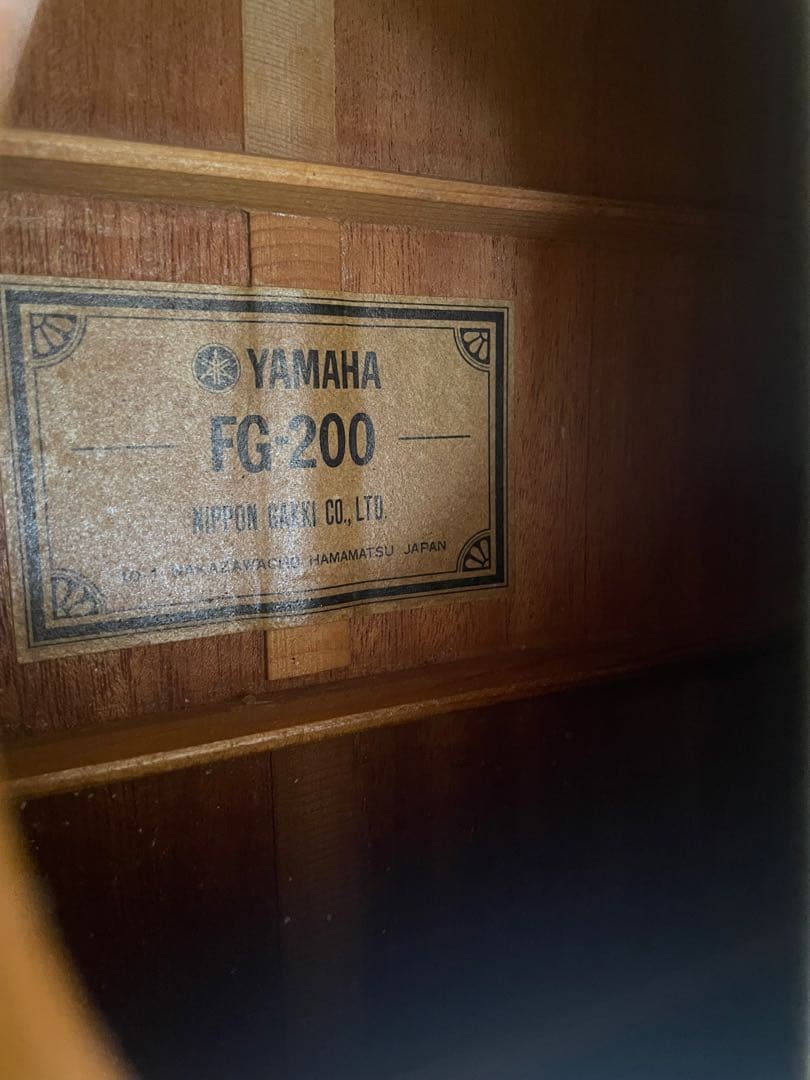 YAMAHA
FG-200
NIPPON GAKKI CO., LTD.
10-1 NAKAZAWACHO HAMAMATSU JAPAN